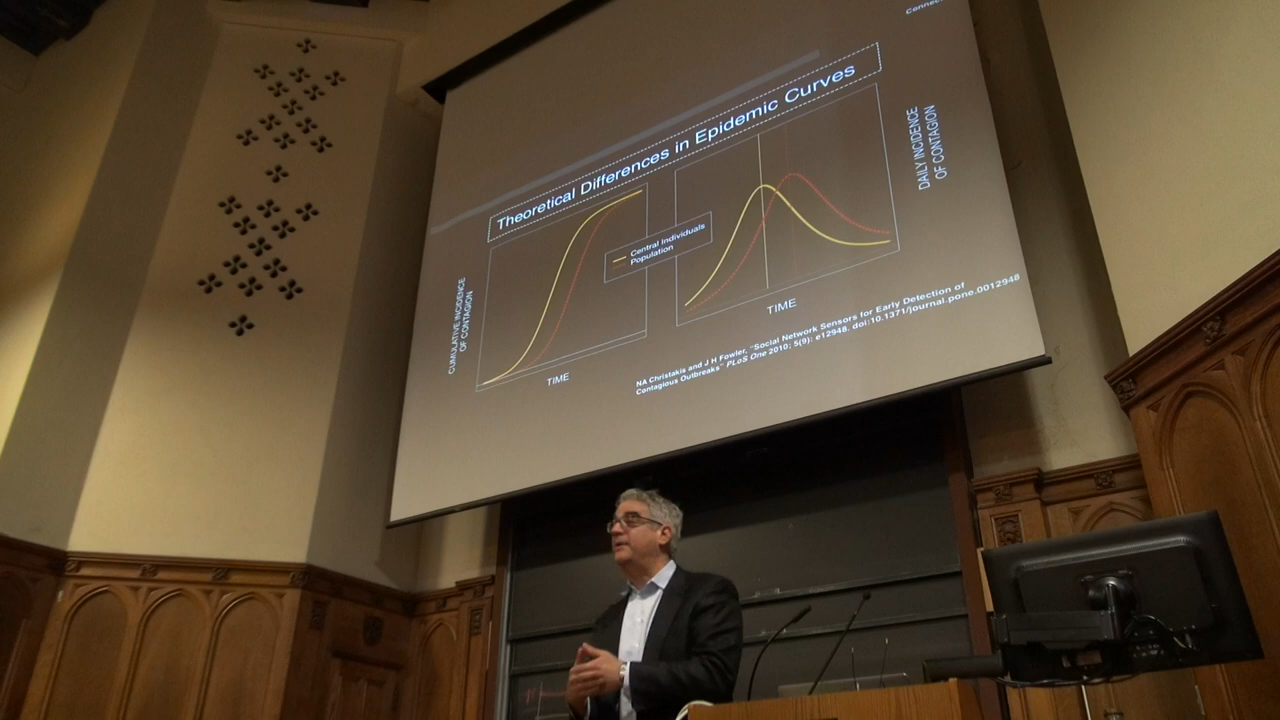 Connec
Theoretical Differences in Epidemic Curves
CUMULATIVE INCIDENCE
OF CONTAGION
TIME
Central Individuals
Population
TIME
DAILY INCIDENCE
OF CONTAGION
NA Christakis and J H Fowler, "Social Network Sensors for Early Detection of
Contagious Outbreaks" PLoS One 2010; 5(9): e12948. doi:10.1371/journal.pone.0012948